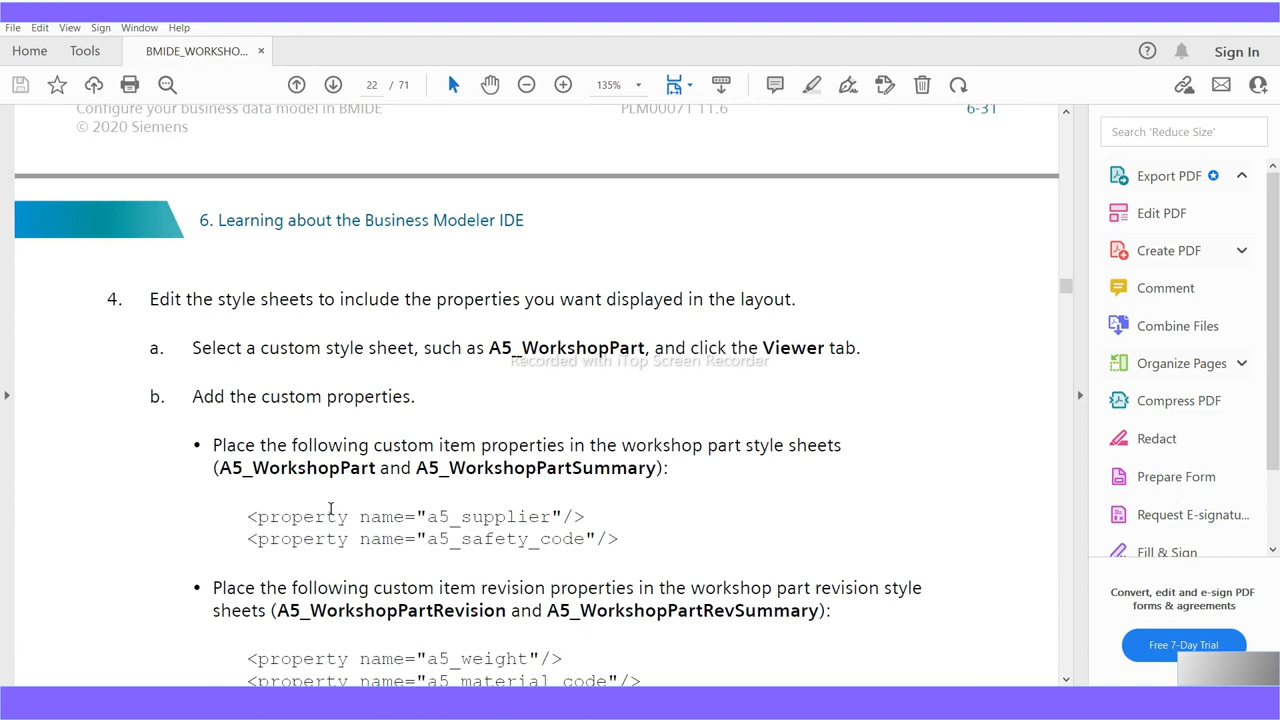 File Edit View Sign Window Help
Home Tools BMIDE_WORKSHO... × Sign In
22 / 71 135%
Configure your business data model in BMIDE PLM00071 11.6 6-31
© 2020 Siemens
6. Learning about the Business Modeler IDE
4. Edit the style sheets to include the properties you want displayed in the layout.
a. Select a custom style sheet, such as A5_WorkshopPart, and click the Viewer tab.
Recorded with iTop Screen Recorder
b. Add the custom properties.
• Place the following custom item properties in the workshop part style sheets
(A5_WorkshopPart and A5_WorkshopPartSummary):
<property name="a5_supplier"/>
<property name="a5_safety_code"/>
• Place the following custom item revision properties in the workshop part revision style
sheets (A5_WorkshopPartRevision and A5_WorkshopPartRevSummary):
<property name="a5_weight"/>
<property name="a5_material_code"/>
Search 'Reduce Size'
Export PDF
Edit PDF
Create PDF
Comment
Combine Files
Organize Pages
Compress PDF
Redact
Prepare Form
Request E-signatu...
Fill & Sign
Convert, edit and e-sign PDF
forms & agreements
Free 7-Day Trial